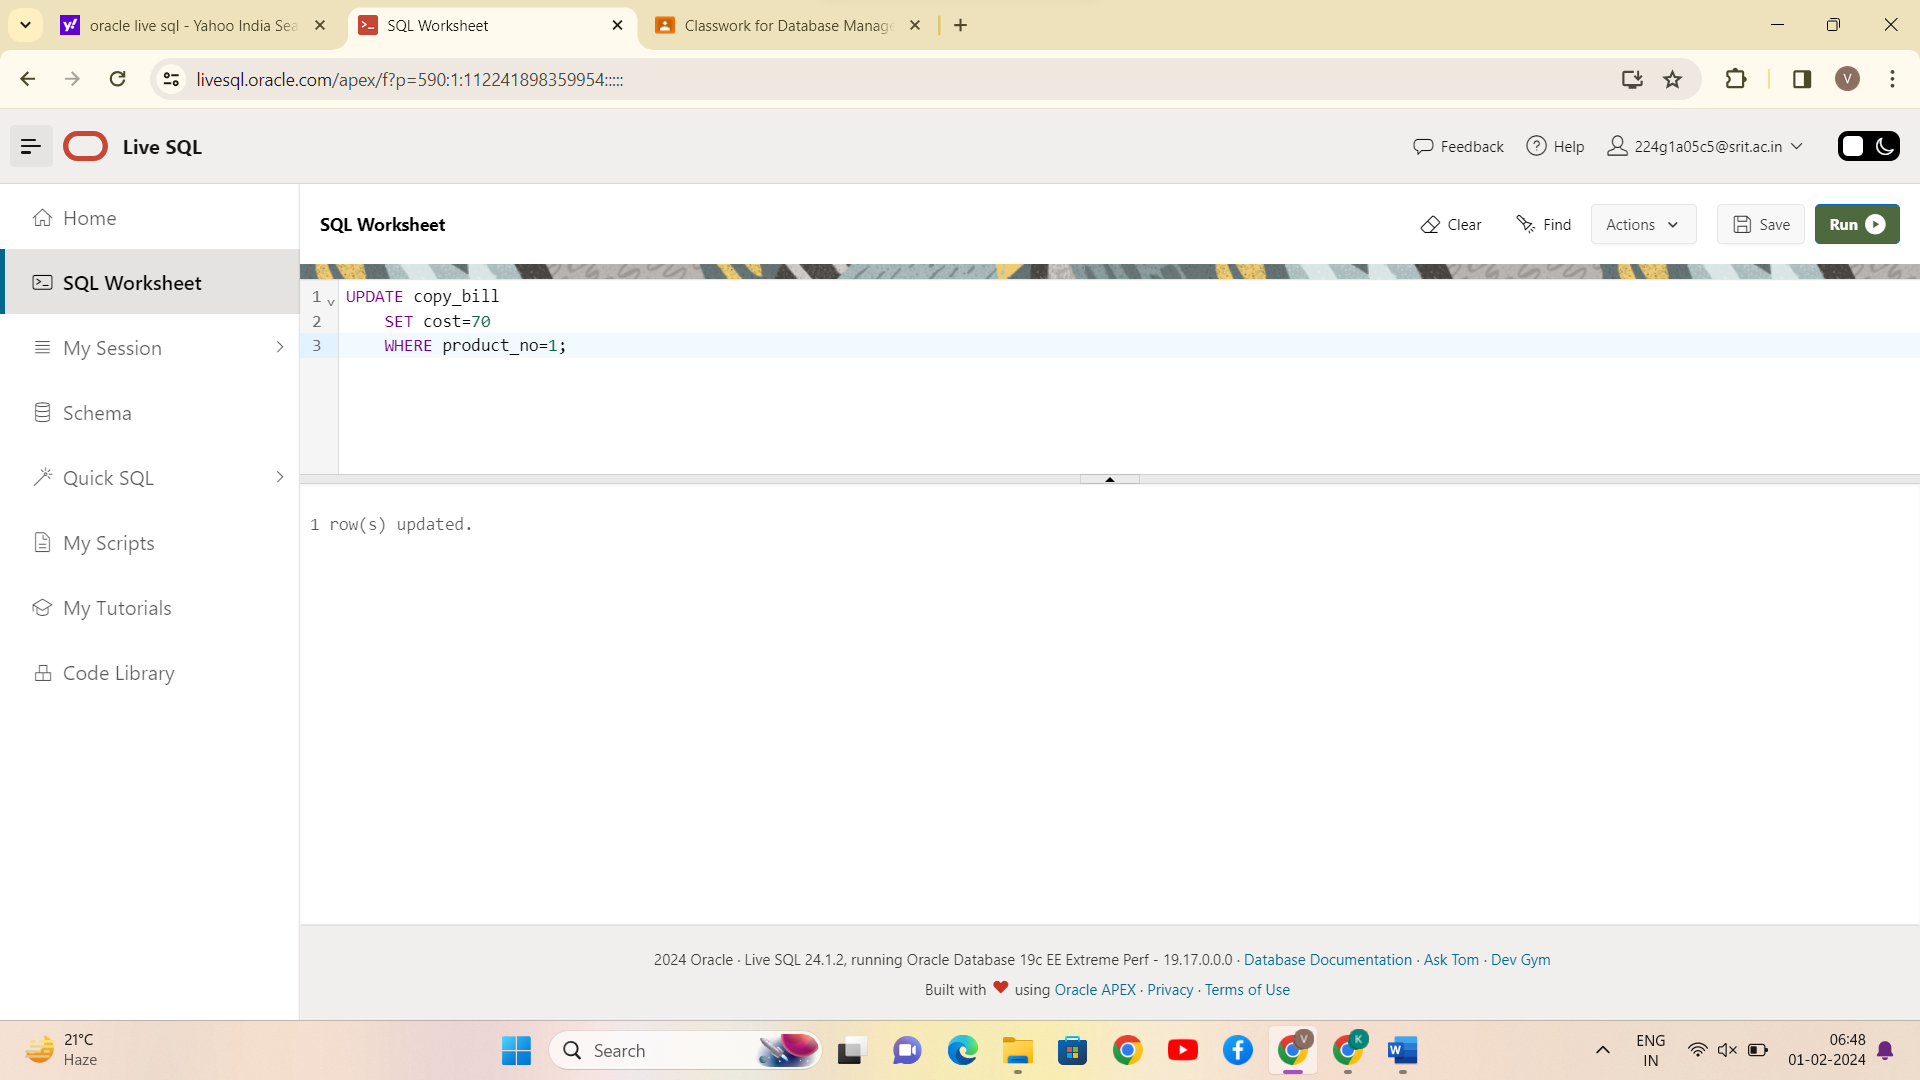 oracle live sql - Yahoo India Sea
SQL Worksheet
Classwork for Database Manage
livesql.oracle.com/apex/f?p=590:1:112241898359954:::::
V
Live SQL
Feedback
Help
224g1a05c5@srit.ac.in
Home
SQL Worksheet
My Session
Schema
Quick SQL
My Scripts
My Tutorials
Code Library
SQL Worksheet
Clear
Find
Actions
Save
Run
1 UPDATE copy_bill
2 SET cost=70
3 WHERE product_no=1;
1 row(s) updated.
2024 Oracle · Live SQL 24.1.2, running Oracle Database 19c EE Extreme Perf - 19.17.0.0.0 · Database Documentation · Ask Tom · Dev Gym
Built with ❤ using Oracle APEX · Privacy · Terms of Use
21°C
Haze
Search
V
K
W
ENG
IN
06:48
01-02-2024